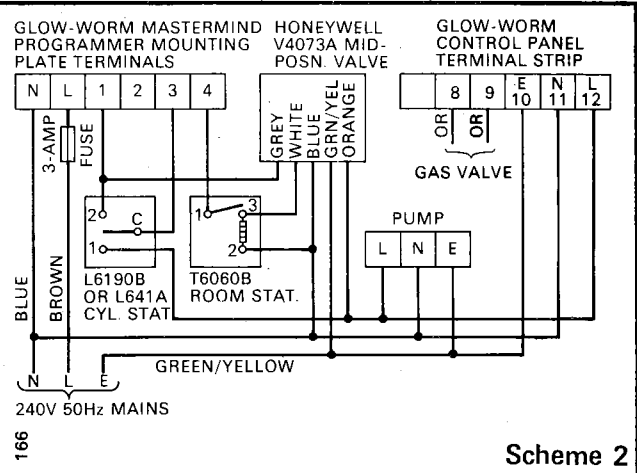 GLOW-WORM MASTERMIND
PROGRAMMER MOUNTING
PLATE TERMINALS
HONEYWELL
V4073A MID-
POSN. VALVE
GLOW-WORM
CONTROL PANEL
TERMINAL STRIP
N L 1 2 3 4
8 9 E 10 N 11 L 12
3-AMP
FUSE
GREY
WHITE
BLUE
GRN/YEL
ORANGE
OR
OR
GAS VALVE
2
C
1
1
3
2
L6190B
OR L641A
CYL. STAT.
T6060B
ROOM STAT.
PUMP
L N E
BLUE
BROWN
GREEN/YELLOW
N L E
240V 50Hz MAINS
166
Scheme 2